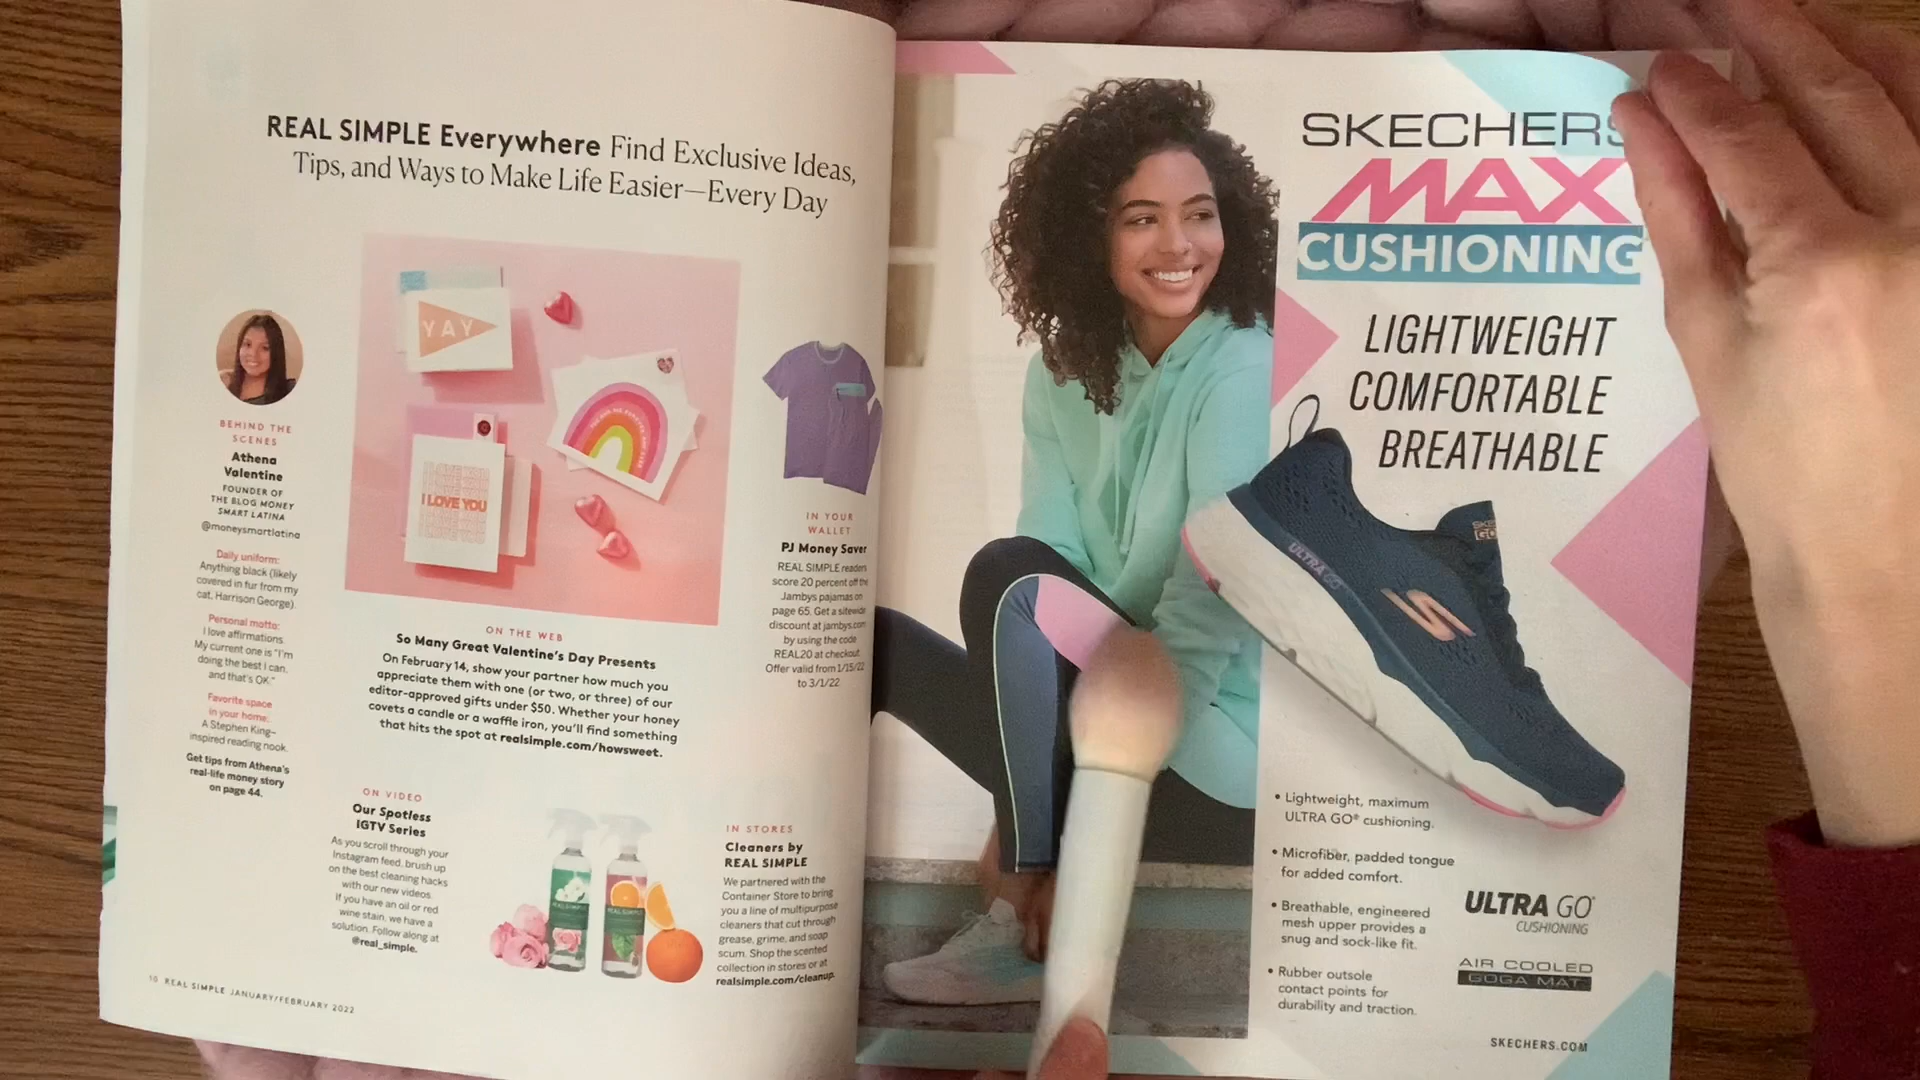 REAL SIMPLE Everywhere Find Exclusive Ideas,
Tips, and Ways to Make Life Easier—Every Day
BEHIND THE
SCENES
Athena
Valentine
FOUNDER OF
THE BLOG MONEY
SMART LATINA
@moneysmartlatina
Daily uniform:
Anything black (likely
covered in fur from my
cat, Harrison George).
Personal motto:
I love affirmations.
My current one is "I'm
doing the best I can,
and that's OK."
Favorite space
in your home:
A Stephen King–
inspired reading nook.
Get tips from Athena's
real-life money story
on page 44.
YAY
I LOVE YOU
ON THE WEB
So Many Great Valentine's Day Presents
On February 14, show your partner how much you
appreciate them with one (or two, or three) of our
editor-approved gifts under $50. Whether your honey
covets a candle or a waffle iron, you'll find something
that hits the spot at realsimple.com/howsweet.
IN YOUR
WALLET
PJ Money Saver
REAL SIMPLE readers
score 20 percent off the
Jambys pajamas on
page 65. Get a sitewide
discount at jambys.com
by using the code
REAL20 at checkout.
Offer valid from 1/15/22
to 3/1/22
ON VIDEO
Our Spotless
IGTV Series
As you scroll through your
Instagram feed, brush up
on the best cleaning hacks
with our new videos.
If you have an oil or red
wine stain, we have a
solution. Follow along at
@real_simple.
REAL SIMPLE
REAL SIMPLE
IN STORES
Cleaners by
REAL SIMPLE
We partnered with the
Container Store to bring
you a line of multipurpose
cleaners that cut through
grease, grime, and soap
scum. Shop the scented
collection in stores or at
realsimple.com/cleanup.
10 REAL SIMPLE JANUARY/FEBRUARY 2022
SKECHERS
MAX
CUSHIONING
LIGHTWEIGHT
COMFORTABLE
BREATHABLE
SKE
GO
ULTRA GO
• Lightweight, maximum
ULTRA GO® cushioning.
• Microfiber, padded tongue
for added comfort.
• Breathable, engineered
mesh upper provides a
snug and sock-like fit.
• Rubber outsole
contact points for
durability and traction.
ULTRA GO
CUSHIONING
AIR COOLED
GOGA MAT
SKECHERS.COM